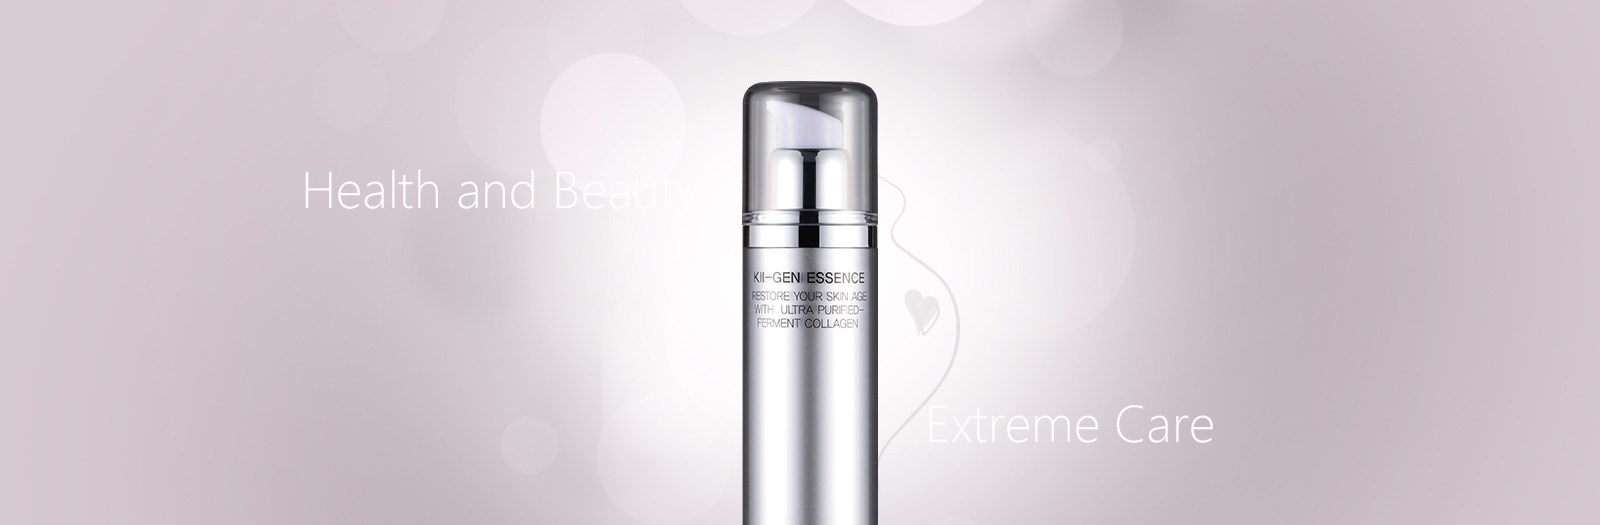 Health and Beauty
KII-GEN ESSENCE
RESTORE YOUR SKIN AGE
WITH ULTRA PURIFIED-
FERMENT COLLAGEN
Extreme Care